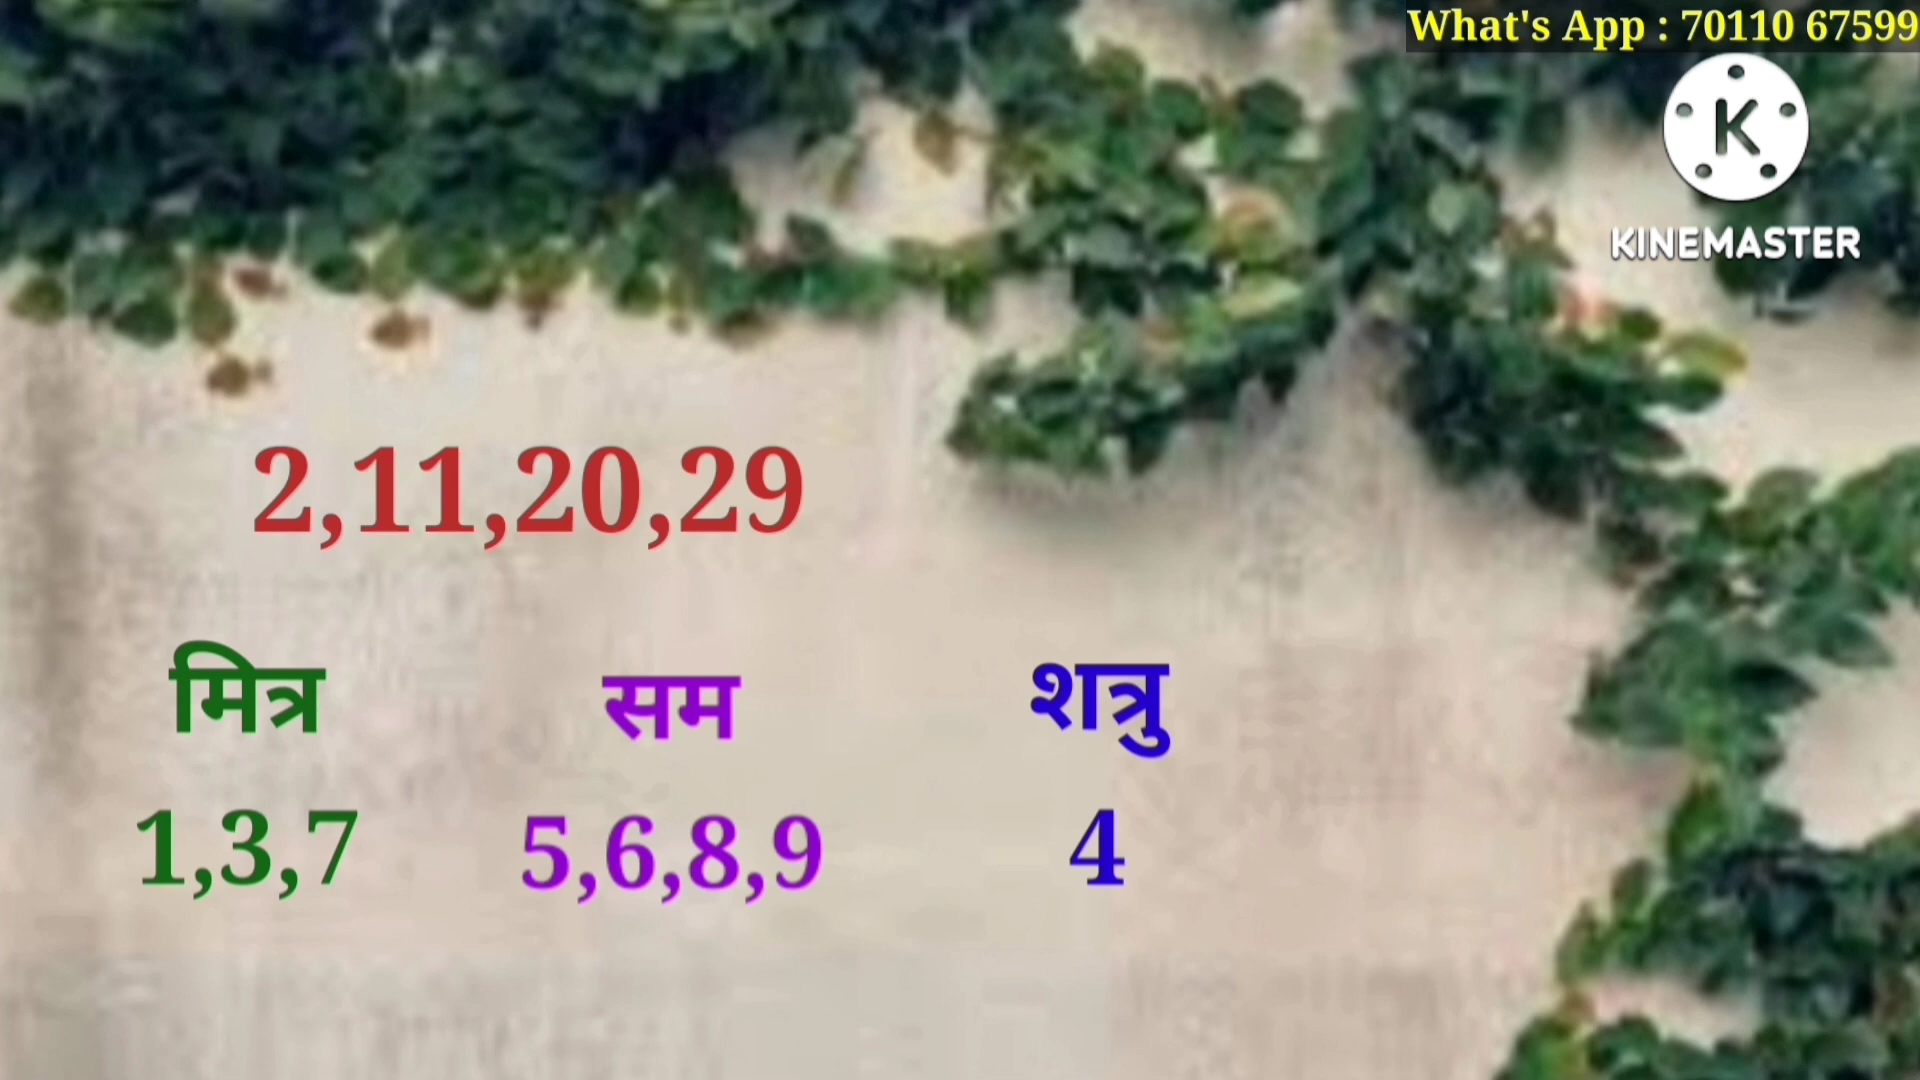 What's App : 70110 67599
K
KINEMASTER
2,11,20,29
मित्र सम शत्रु
1,3,7 5,6,8,9 4